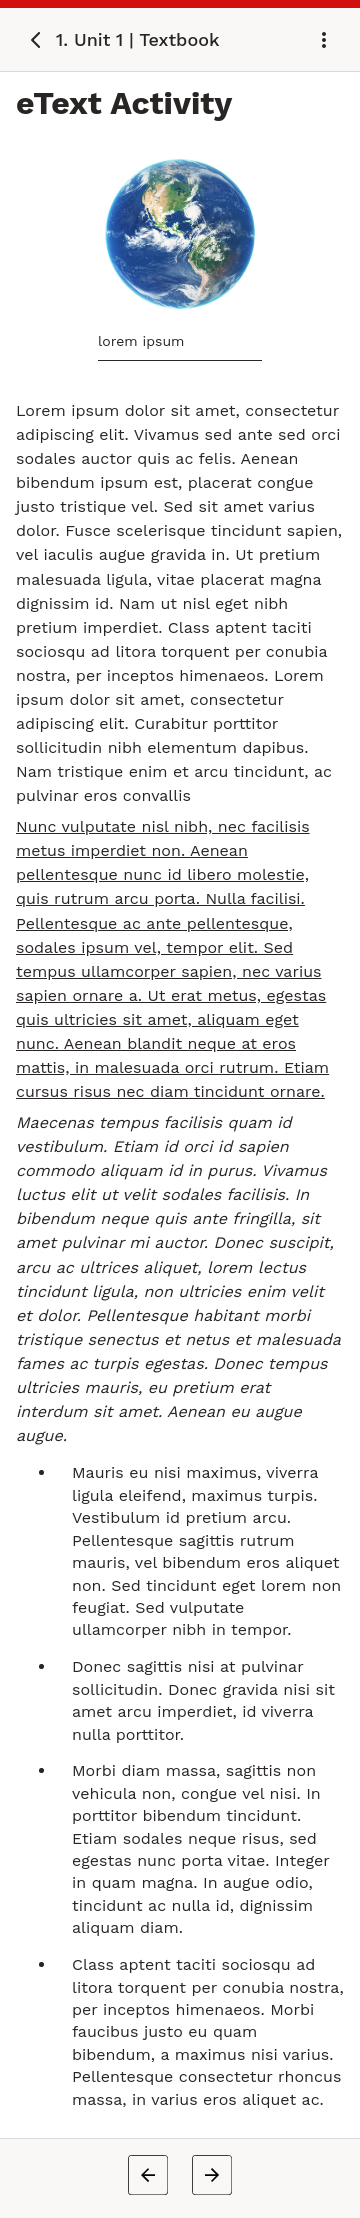 1. Unit 1 | Textbook
eText Activity
lorem ipsum
Lorem ipsum dolor sit amet, consectetur
adipiscing elit. Vivamus sed ante sed orci
sodales auctor quis ac felis. Aenean
bibendum ipsum est, placerat congue
justo tristique vel. Sed sit amet varius
dolor. Fusce scelerisque tincidunt sapien,
vel iaculis augue gravida in. Ut pretium
malesuada ligula, vitae placerat magna
dignissim id. Nam ut nisl eget nibh
pretium imperdiet. Class aptent taciti
sociosqu ad litora torquent per conubia
nostra, per inceptos himenaeos. Lorem
ipsum dolor sit amet, consectetur
adipiscing elit. Curabitur porttitor
sollicitudin nibh elementum dapibus.
Nam tristique enim et arcu tincidunt, ac
pulvinar eros convallis
Nunc vulputate nisl nibh, nec facilisis
metus imperdiet non. Aenean
pellentesque nunc id libero molestie,
quis rutrum arcu porta. Nulla facilisi.
Pellentesque ac ante pellentesque,
sodales ipsum vel, tempor elit. Sed
tempus ullamcorper sapien, nec varius
sapien ornare a. Ut erat metus, egestas
quis ultricies sit amet, aliquam eget
nunc. Aenean blandit neque at eros
mattis, in malesuada orci rutrum. Etiam
cursus risus nec diam tincidunt ornare.
Maecenas tempus facilisis quam id
vestibulum. Etiam id orci id sapien
commodo aliquam id in purus. Vivamus
luctus elit ut velit sodales facilisis. In
bibendum neque quis ante fringilla, sit
amet pulvinar mi auctor. Donec suscipit,
arcu ac ultrices aliquet, lorem lectus
tincidunt ligula, non ultricies enim velit
et dolor. Pellentesque habitant morbi
tristique senectus et netus et malesuada
fames ac turpis egestas. Donec tempus
ultricies mauris, eu pretium erat
interdum sit amet. Aenean eu augue
augue.
• Mauris eu nisi maximus, viverra
ligula eleifend, maximus turpis.
Vestibulum id pretium arcu.
Pellentesque sagittis rutrum
mauris, vel bibendum eros aliquet
non. Sed tincidunt eget lorem non
feugiat. Sed vulputate
ullamcorper nibh in tempor.
• Donec sagittis nisi at pulvinar
sollicitudin. Donec gravida nisi sit
amet arcu imperdiet, id viverra
nulla porttitor.
• Morbi diam massa, sagittis non
vehicula non, congue vel nisi. In
porttitor bibendum tincidunt.
Etiam sodales neque risus, sed
egestas nunc porta vitae. Integer
in quam magna. In augue odio,
tincidunt ac nulla id, dignissim
aliquam diam.
• Class aptent taciti sociosqu ad
litora torquent per conubia nostra,
per inceptos himenaeos. Morbi
faucibus justo eu quam
bibendum, a maximus nisi varius.
Pellentesque consectetur rhoncus
massa, in varius eros aliquet ac.